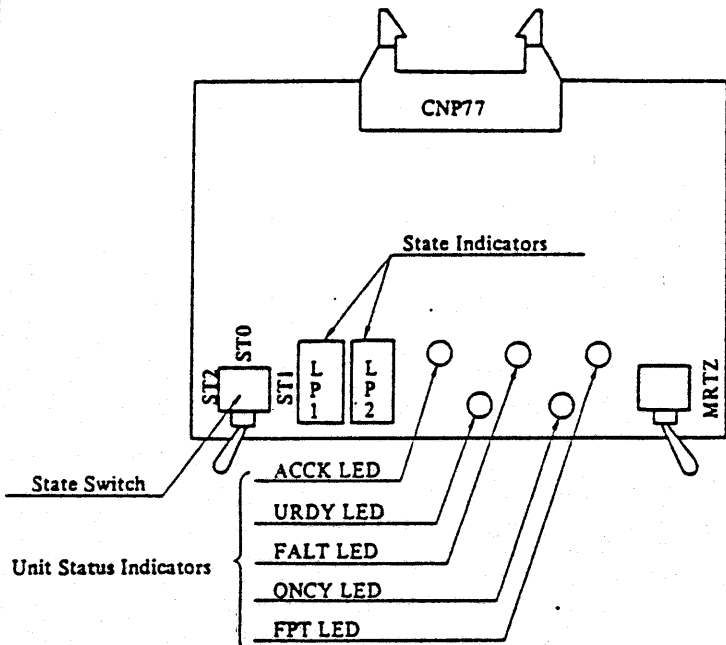 CNP77
State Indicators
ST2
ST0
ST1
LP1
LP2
MRTZ
State Switch
ACCK LED
URDY LED
Unit Status Indicators
FALT LED
ONCY LED
FPT LED